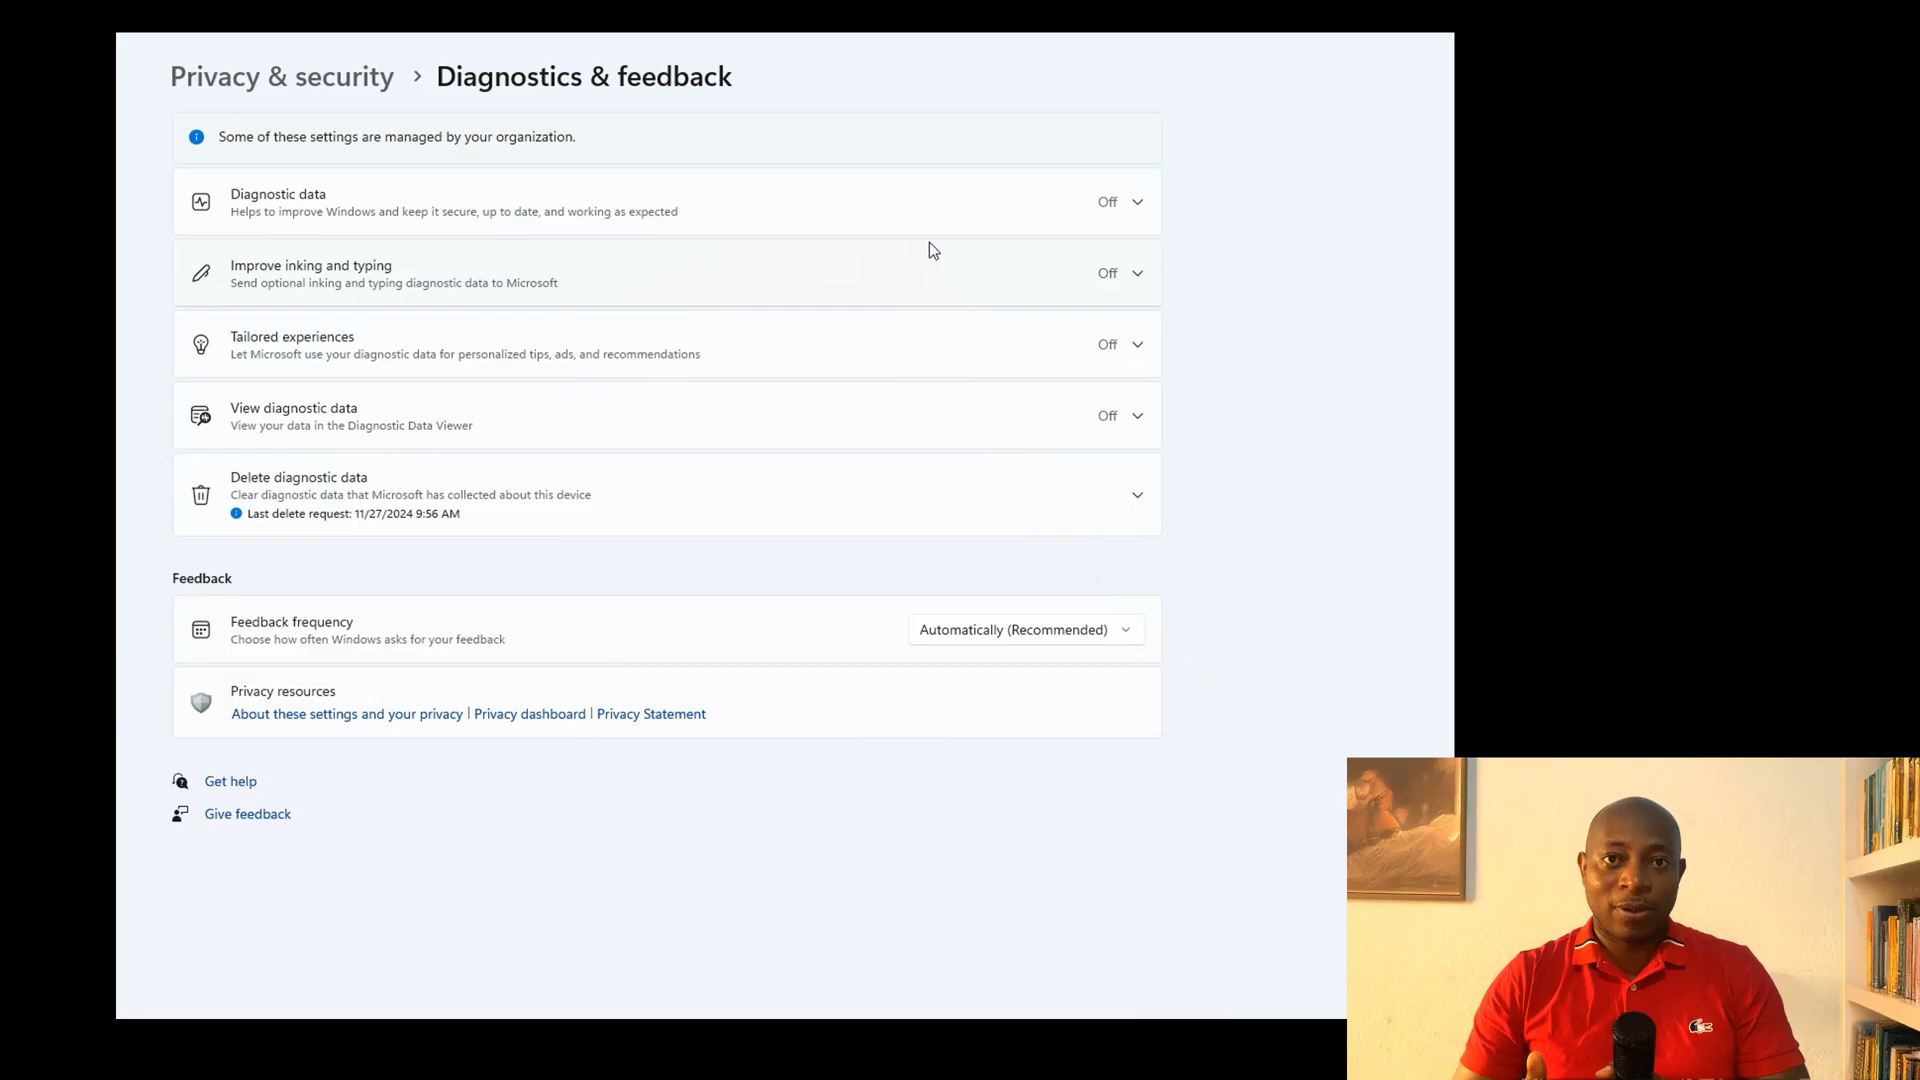 Privacy & security > Diagnostics & feedback
Some of these settings are managed by your organization.
Diagnostic data
Helps to improve Windows and keep it secure, up to date, and working as expected
Off
Improve inking and typing
Send optional inking and typing diagnostic data to Microsoft
Off
Tailored experiences
Let Microsoft use your diagnostic data for personalized tips, ads, and recommendations
Off
View diagnostic data
View your data in the Diagnostic Data Viewer
Off
Delete diagnostic data
Clear diagnostic data that Microsoft has collected about this device
Last delete request: 11/27/2024 9:56 AM
Feedback
Feedback frequency
Choose how often Windows asks for your feedback
Automatically (Recommended)
Privacy resources
About these settings and your privacy | Privacy dashboard | Privacy Statement
Get help
Give feedback